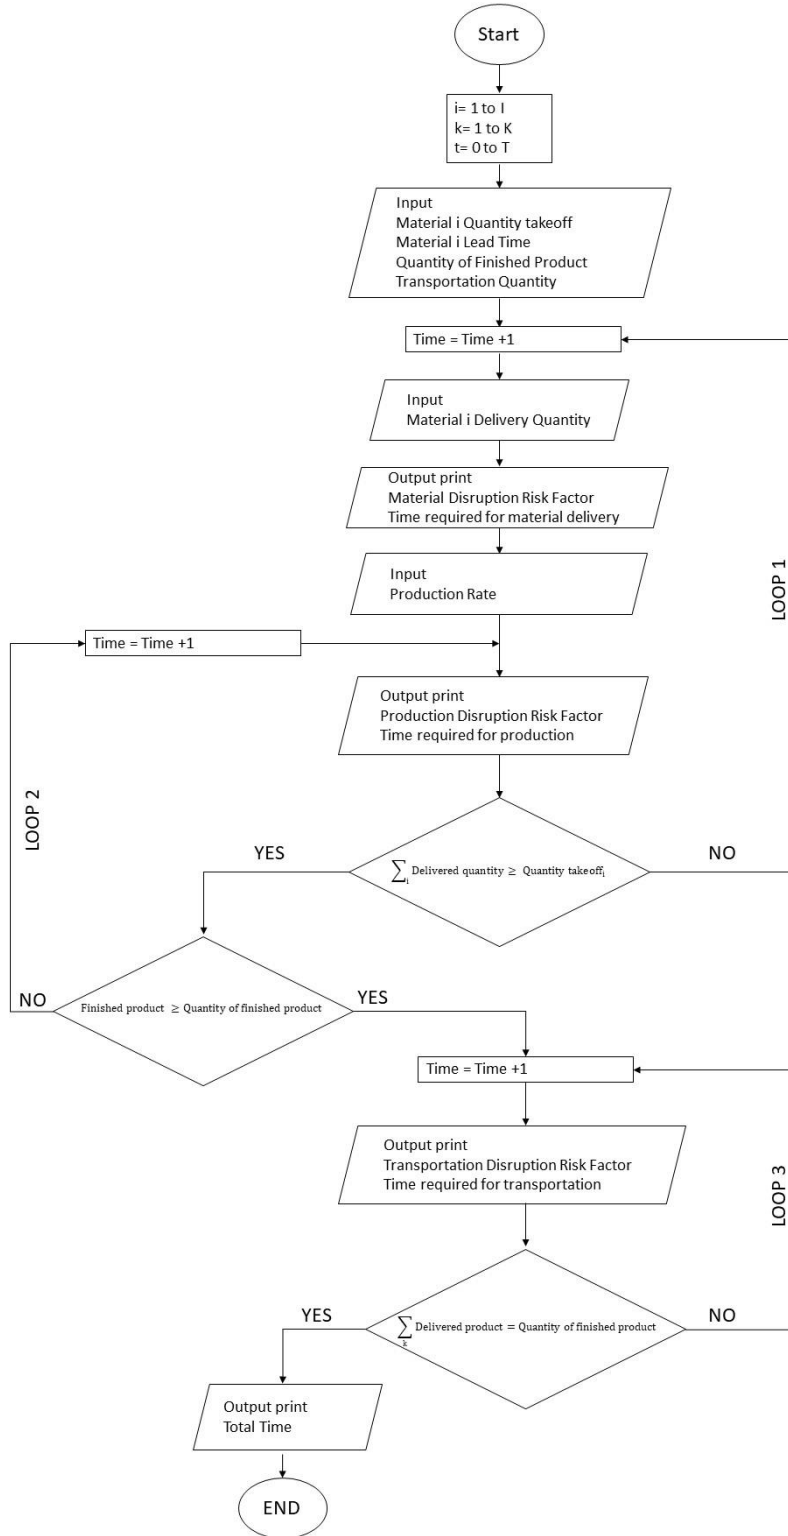 Start
i= 1 to I
k= 1 to K
t= 0 to T
Input
Material i Quantity takeoff
Material i Lead Time
Quantity of Finished Product
Transportation Quantity
Time = Time +1
Input
Material i Delivery Quantity
Output print
Material Disruption Risk Factor
Time required for material delivery
Input
Production Rate
LOOP 1
Time = Time +1
Output print
Production Disruption Risk Factor
Time required for production
LOOP 2
YES
∑i Delivered quantity ≥ Quantity takeoffi
NO
NO
Finished product ≥ Quantity of finished product
YES
Time = Time +1
Output print
Transportation Disruption Risk Factor
Time required for transportation
LOOP 3
YES
∑k Delivered product = Quantity of finished product
NO
Output print
Total Time
END